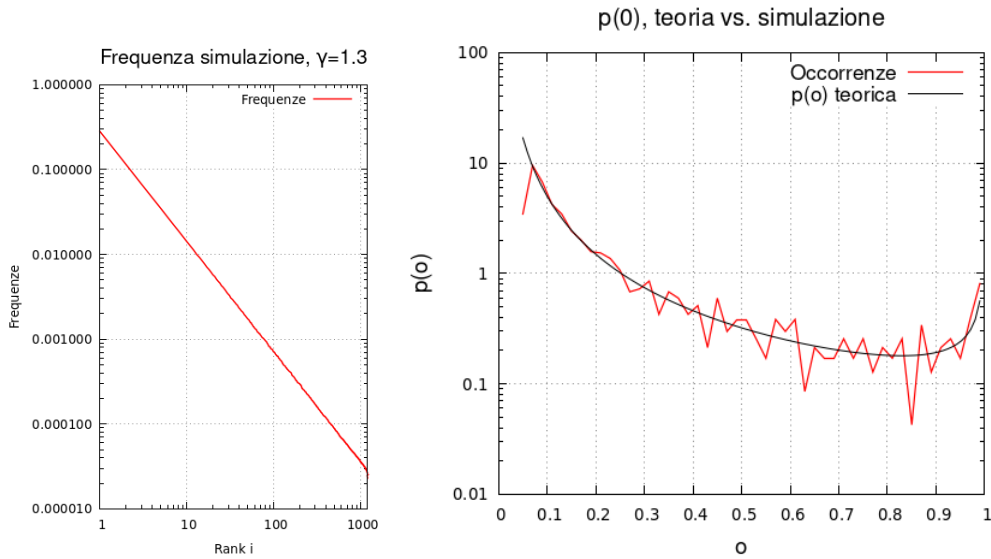 Frequenza simulazione, γ=1.3
Frequenze
1.000000
0.100000
0.010000
0.001000
0.000100
0.000010
Frequenze
1 10 100 1000
Rank i
p(0), teoria vs. simulazione
Occorrenze
p(o) teorica
100
10
1
0.1
0.01
p(o)
0 0.1 0.2 0.3 0.4 0.5 0.6 0.7 0.8 0.9 1
o